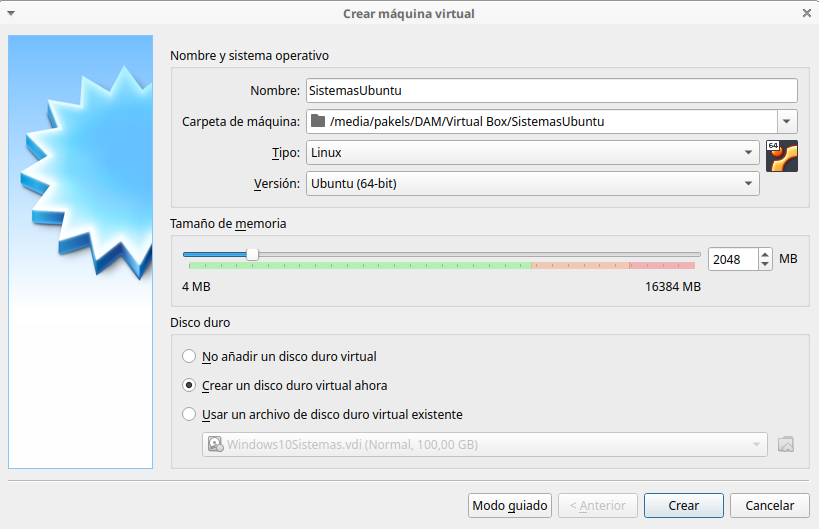 Crear máquina virtual
Nombre y sistema operativo
Nombre: SistemasUbuntu
Carpeta de máquina: /media/pakels/DAM/Virtual Box/SistemasUbuntu
Tipo: Linux
64
Versión: Ubuntu (64-bit)
Tamaño de memoria
2048 MB
4 MB 16384 MB
Disco duro
No añadir un disco duro virtual
Crear un disco duro virtual ahora
Usar un archivo de disco duro virtual existente
Windows10Sistemas.vdi (Normal, 100,00 GB)
Modo guiado < Anterior Crear Cancelar